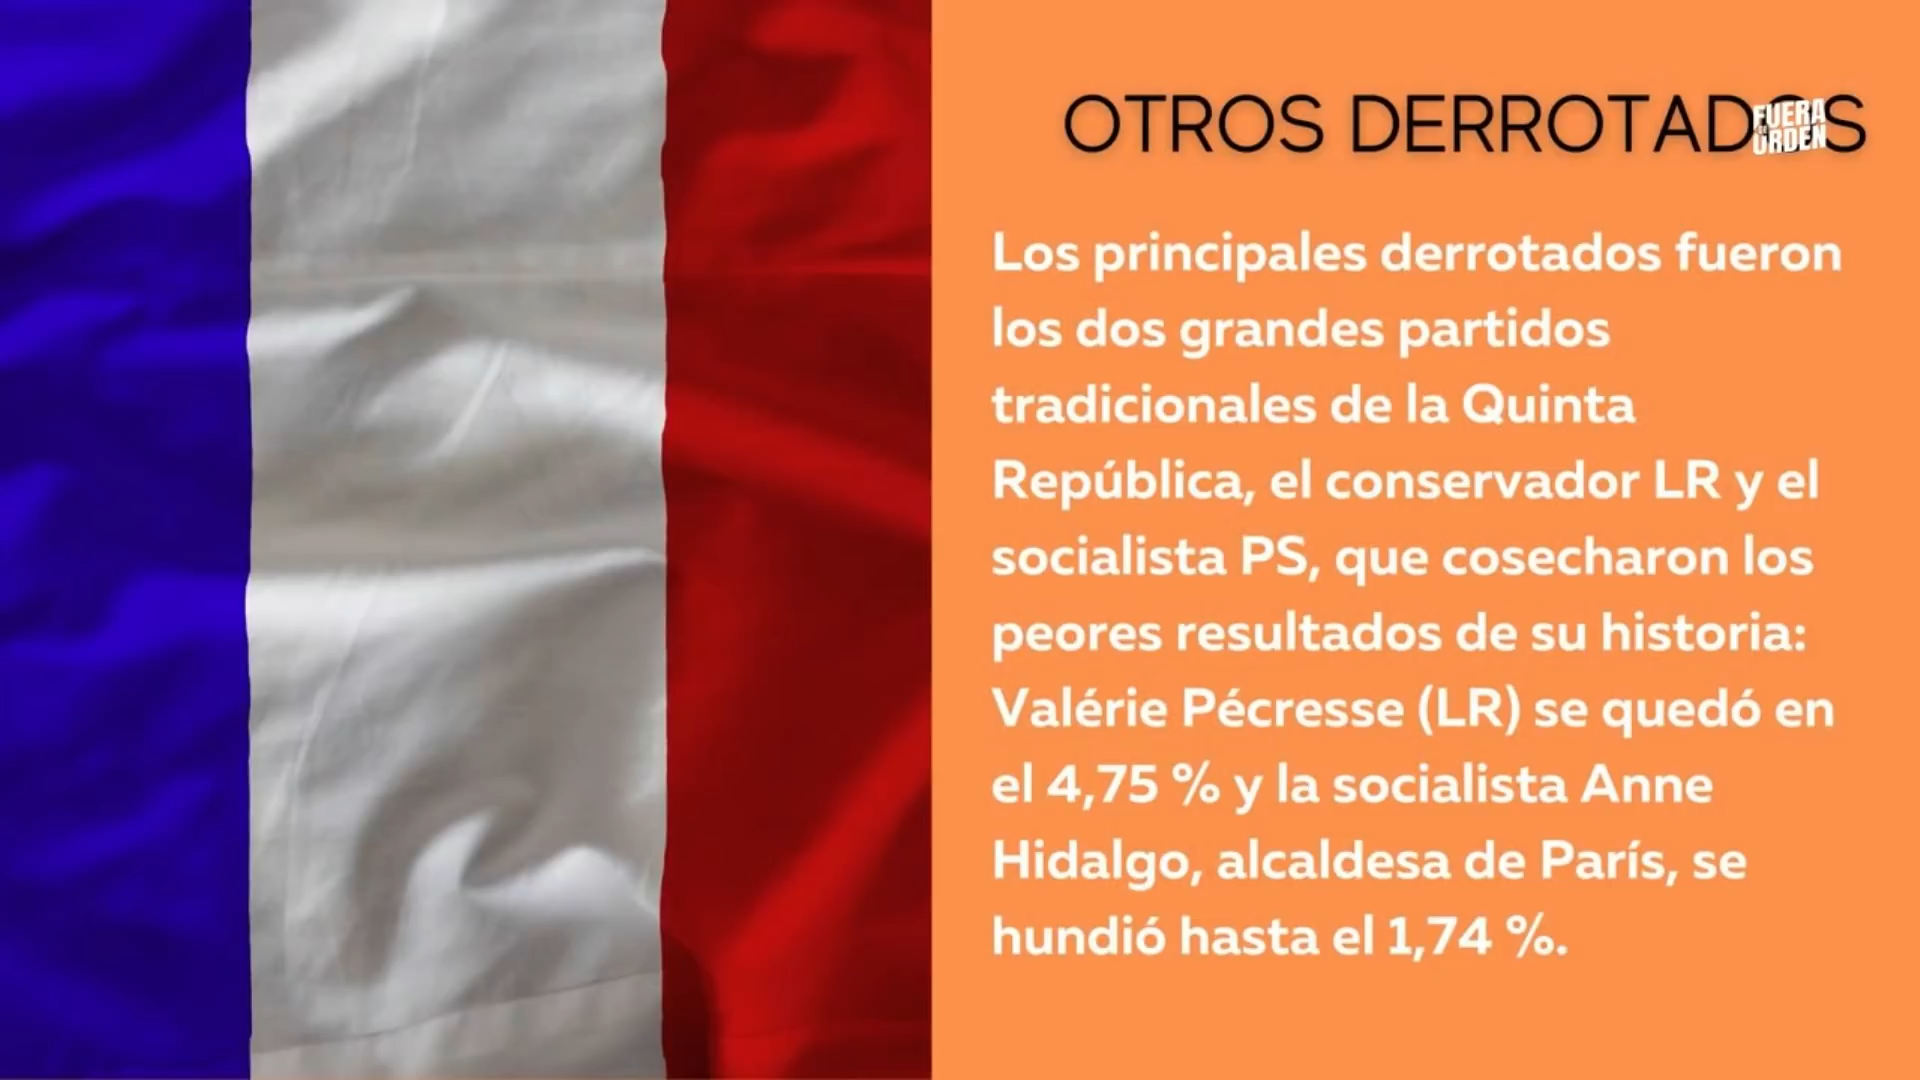 OTROS DERROTADOS
FUERA
ORDEN
Los principales derrotados fueron
los dos grandes partidos
tradicionales de la Quinta
República, el conservador LR y el
socialista PS, que cosecharon los
peores resultados de su historia:
Valérie Pécresse (LR) se quedó en
el 4,75 % y la socialista Anne
Hidalgo, alcaldesa de París, se
hundió hasta el 1,74 %.